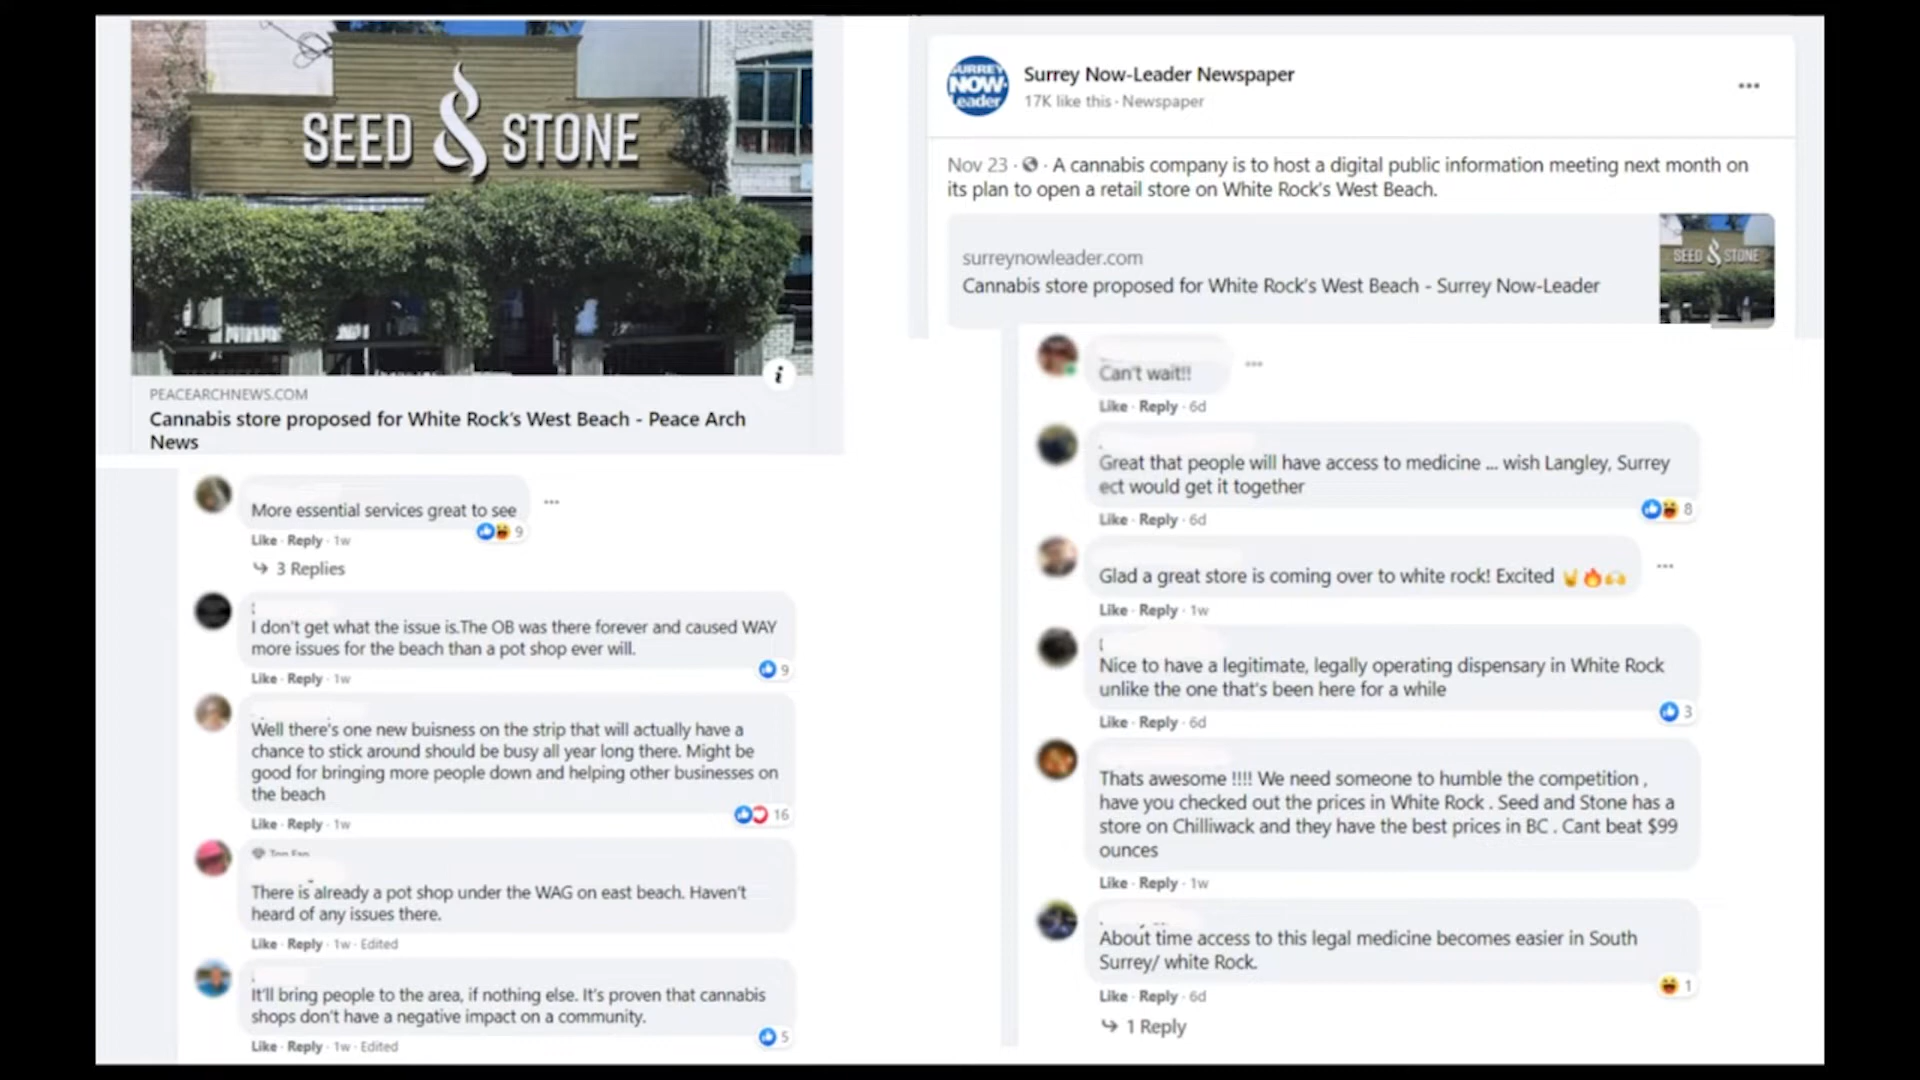 SEED & STONE
PEACEARCHNEWS.COM
Cannabis store proposed for White Rock's West Beach - Peace Arch
News
More essential services great to see
9
Like · Reply · 1w
3 Replies
I don't get what the issue is.The OB was there forever and caused WAY
more issues for the beach than a pot shop ever will.
9
Like · Reply · 1w
Well there's one new buisness on the strip that will actually have a
chance to stick around should be busy all year long there. Might be
good for bringing more people down and helping other businesses on
the beach
16
Like · Reply · 1w
Top Fan
There is already a pot shop under the WAG on east beach. Haven't
heard of any issues there.
Like · Reply · 1w · Edited
It'll bring people to the area, if nothing else. It's proven that cannabis
shops don't have a negative impact on a community.
5
Like · Reply · 1w · Edited
SURREY
NOW-
Leader
Surrey Now-Leader Newspaper
17K like this · Newspaper
Nov 23 · A cannabis company is to host a digital public information meeting next month on
its plan to open a retail store on White Rock's West Beach.
surreynowleader.com
Cannabis store proposed for White Rock's West Beach - Surrey Now-Leader
SEED & STONE
Can't wait!!
Like · Reply · 6d
Great that people will have access to medicine ... wish Langley, Surrey
ect would get it together
8
Like · Reply · 6d
Glad a great store is coming over to white rock! Excited 🤘🔥🙌
Like · Reply · 1w
Nice to have a legitimate, legally operating dispensary in White Rock
unlike the one that's been here for a while
3
Like · Reply · 6d
Thats awesome !!!! We need someone to humble the competition ,
have you checked out the prices in White Rock . Seed and Stone has a
store on Chilliwack and they have the best prices in BC . Cant beat $99
ounces
Like · Reply · 1w
About time access to this legal medicine becomes easier in South
Surrey/ white Rock.
1
Like · Reply · 6d
1 Reply